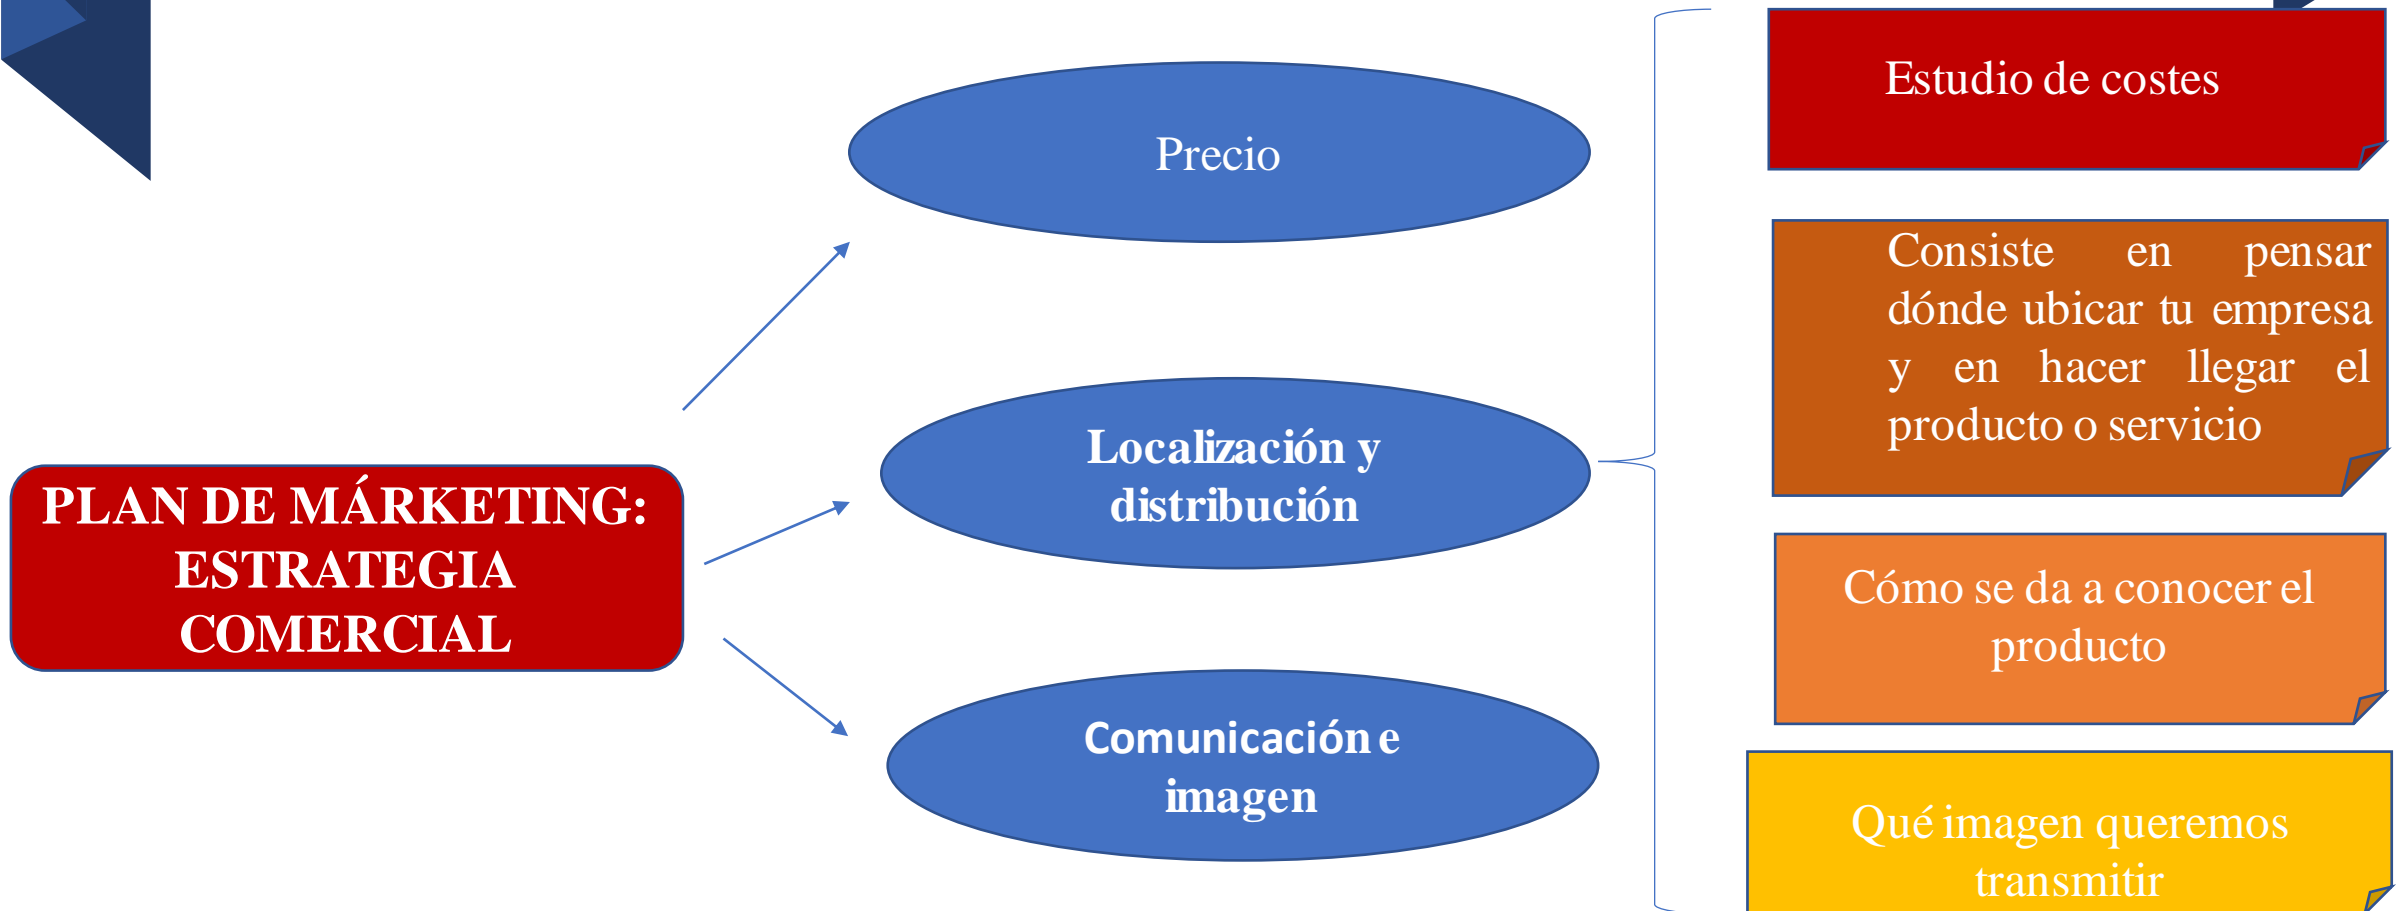 PLAN DE MÁRKETING:
ESTRATEGIA
COMERCIAL
Precio
Localización y
distribución
Comunicación e
imagen
Estudio de costes
Consiste en pensar
dónde ubicar tu empresa
y en hacer llegar el
producto o servicio
Cómo se da a conocer el
producto
Qué imagen queremos
transmitir